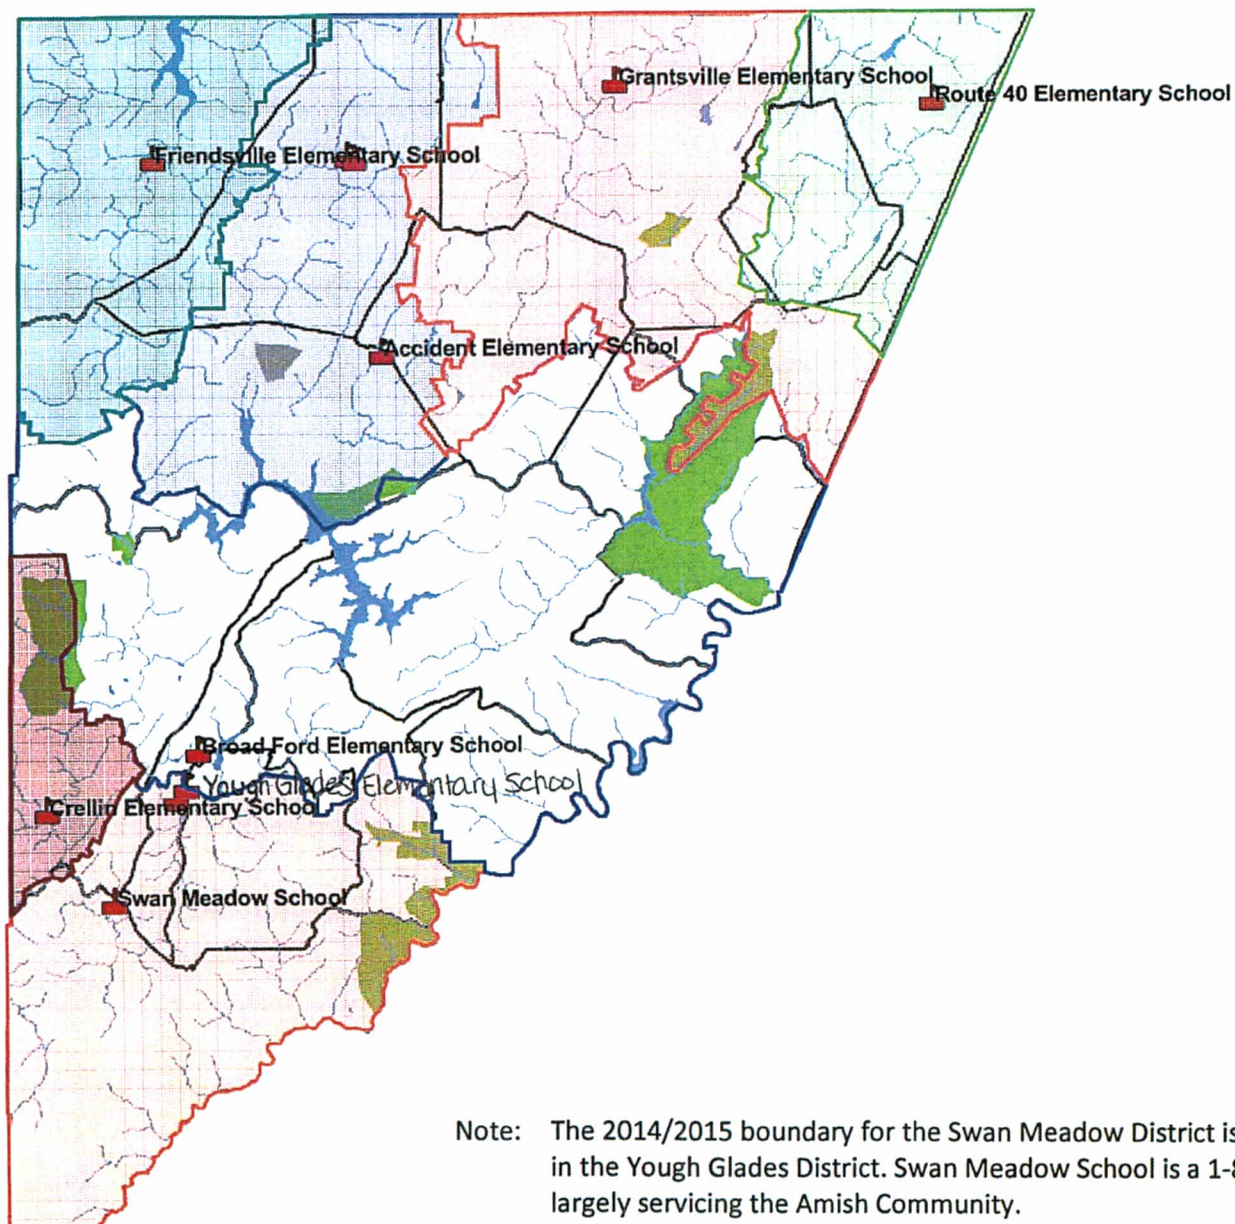 Grantsville Elementary School
Route 40 Elementary School
Friendsville Elementary School
Accident Elementary School
Broad Ford Elementary School
Yough Glades Elementary School
Crellin Elementary School
Swan Meadow School
Note: The 2014/2015 boundary for the Swan Meadow District is
in the Yough Glades District. Swan Meadow School is a 1-8
largely servicing the Amish Community.